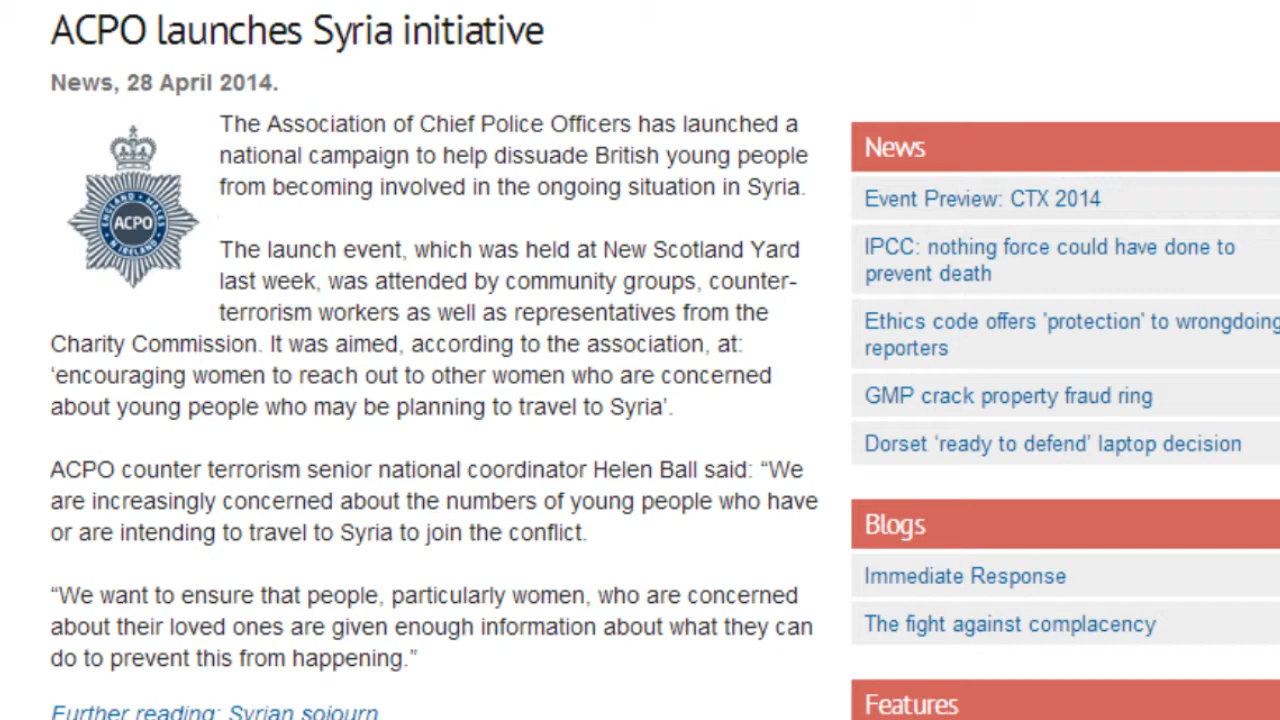 ACPO launches Syria initiative
News, 28 April 2014.
ENGLAND · WALES
ACPO
& N IRELAND
The Association of Chief Police Officers has launched a
national campaign to help dissuade British young people
from becoming involved in the ongoing situation in Syria.
The launch event, which was held at New Scotland Yard
last week, was attended by community groups, counter-
terrorism workers as well as representatives from the
Charity Commission. It was aimed, according to the association, at:
‘encouraging women to reach out to other women who are concerned
about young people who may be planning to travel to Syria’.
ACPO counter terrorism senior national coordinator Helen Ball said: “We
are increasingly concerned about the numbers of young people who have
or are intending to travel to Syria to join the conflict.
“We want to ensure that people, particularly women, who are concerned
about their loved ones are given enough information about what they can
do to prevent this from happening.”
Further reading: Syrian sojourn
News
Event Preview: CTX 2014
IPCC: nothing force could have done to
prevent death
Ethics code offers 'protection' to wrongdoing
reporters
GMP crack property fraud ring
Dorset ‘ready to defend’ laptop decision
Blogs
Immediate Response
The fight against complacency
Features